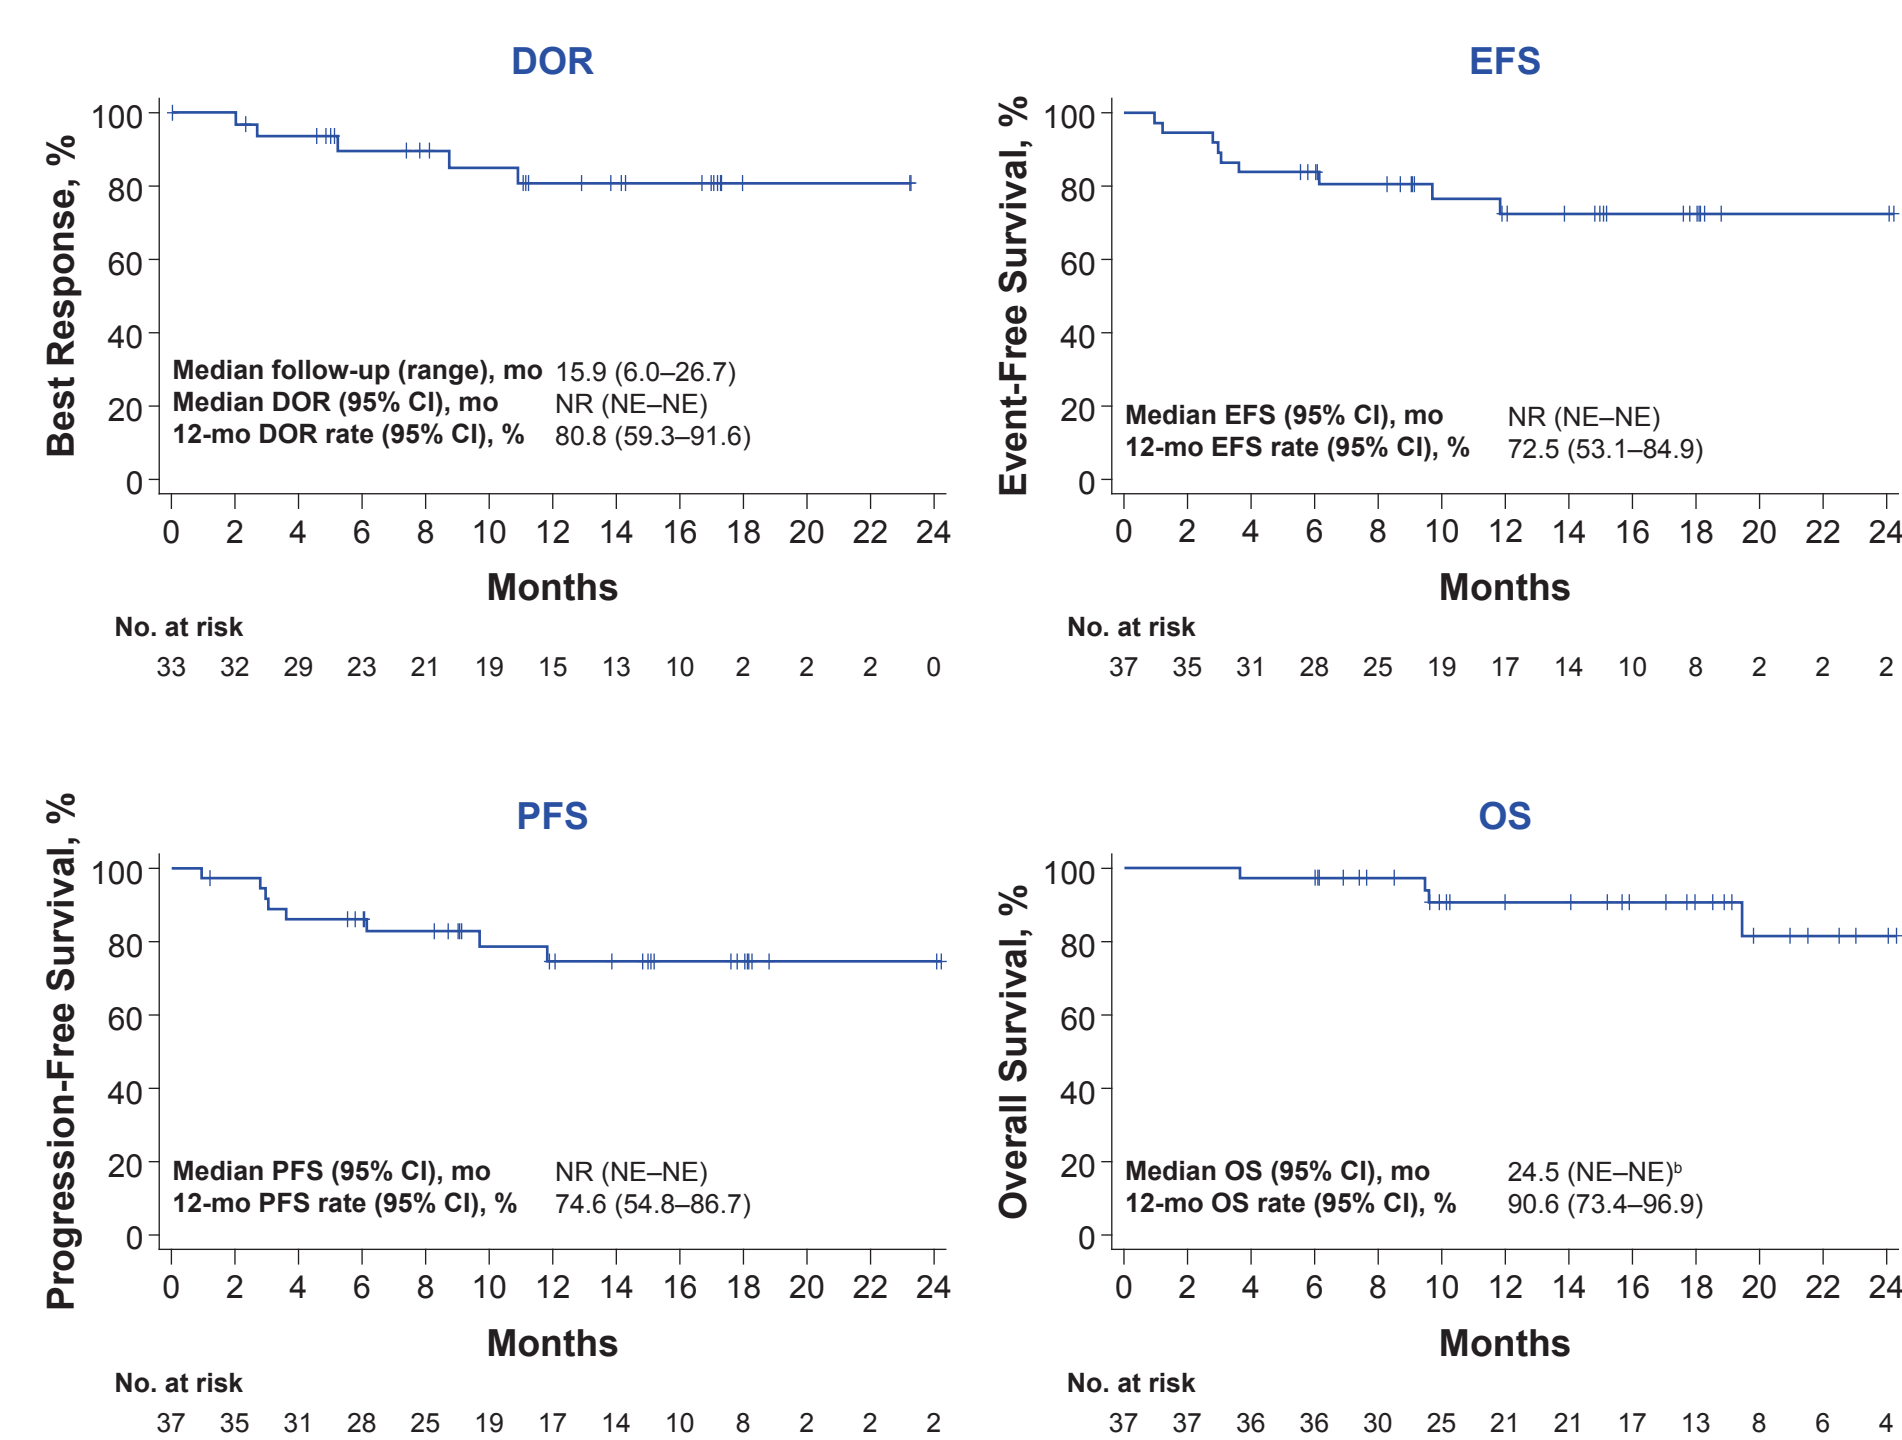 DOR
Best Response, %
100
80
60
40
20
0
Median follow-up (range), mo 15.9 (6.0–26.7)
Median DOR (95% CI), mo NR (NE–NE)
12-mo DOR rate (95% CI), % 80.8 (59.3–91.6)
0 2 4 6 8 10 12 14 16 18 20 22 24
Months
No. at risk
33 32 29 23 21 19 15 13 10 2 2 2 0
EFS
Event-Free Survival, %
100
80
60
40
20
0
Median EFS (95% CI), mo NR (NE–NE)
12-mo EFS rate (95% CI), % 72.5 (53.1–84.9)
0 2 4 6 8 10 12 14 16 18 20 22 24
Months
No. at risk
37 35 31 28 25 19 17 14 10 8 2 2 2
PFS
Progression-Free Survival, %
100
80
60
40
20
0
Median PFS (95% CI), mo NR (NE–NE)
12-mo PFS rate (95% CI), % 74.6 (54.8–86.7)
0 2 4 6 8 10 12 14 16 18 20 22 24
Months
No. at risk
37 35 31 28 25 19 17 14 10 8 2 2 2
OS
Overall Survival, %
100
80
60
40
20
0
Median OS (95% CI), mo 24.5 (NE–NE)ᵇ
12-mo OS rate (95% CI), % 90.6 (73.4–96.9)
0 2 4 6 8 10 12 14 16 18 20 22 24
Months
No. at risk
37 37 36 36 30 25 21 21 17 13 8 6 4